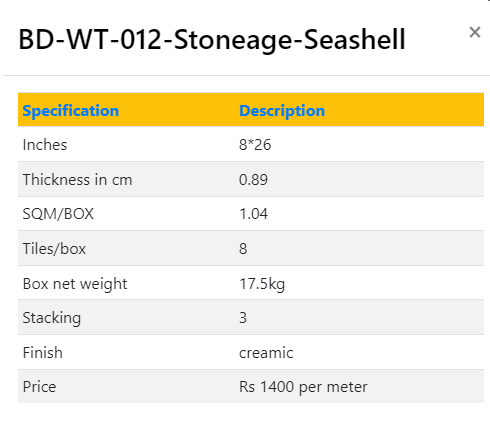 BD-WT-012-Stoneage-Seashell ×
Specification Description
Inches 8*26
Thickness in cm 0.89
SQM/BOX 1.04
Tiles/box 8
Box net weight 17.5kg
Stacking 3
Finish creamic
Price Rs 1400 per meter